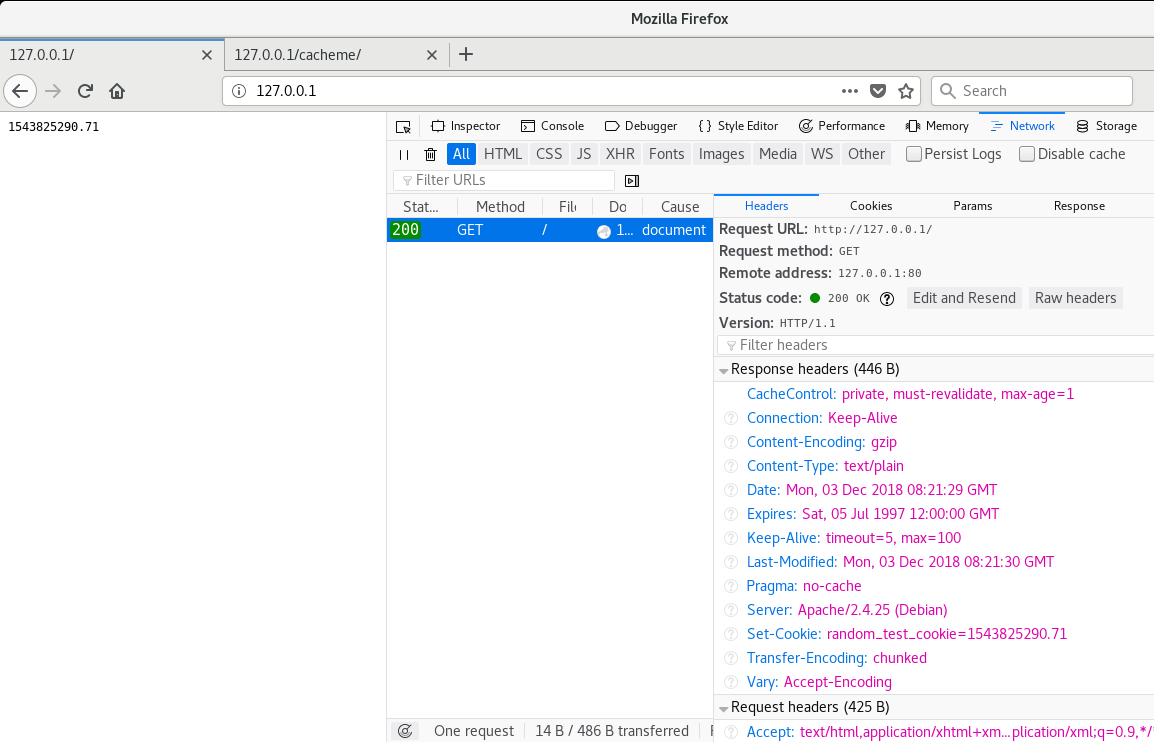 Mozilla Firefox
127.0.0.1/ 127.0.0.1/cacheme/
127.0.0.1 Search
1543825290.71
Inspector Console Debugger Style Editor Performance Memory Network Storage
All HTML CSS JS XHR Fonts Images Media WS Other Persist Logs Disable cache
Filter URLs
Stat... Method Fil Do Cause Headers Cookies Params Response
200 GET / 1... document
Request URL: http://127.0.0.1/
Request method: GET
Remote address: 127.0.0.1:80
Status code: 200 OK Edit and Resend Raw headers
Version: HTTP/1.1
Filter headers
Response headers (446 B)
CacheControl: private, must-revalidate, max-age=1
Connection: Keep-Alive
Content-Encoding: gzip
Content-Type: text/plain
Date: Mon, 03 Dec 2018 08:21:29 GMT
Expires: Sat, 05 Jul 1997 12:00:00 GMT
Keep-Alive: timeout=5, max=100
Last-Modified: Mon, 03 Dec 2018 08:21:30 GMT
Pragma: no-cache
Server: Apache/2.4.25 (Debian)
Set-Cookie: random_test_cookie=1543825290.71
Transfer-Encoding: chunked
Vary: Accept-Encoding
Request headers (425 B)
One request 14 B / 486 B transferred F
Accept: text/html,application/xhtml+xm...plication/xml;q=0.9,*/